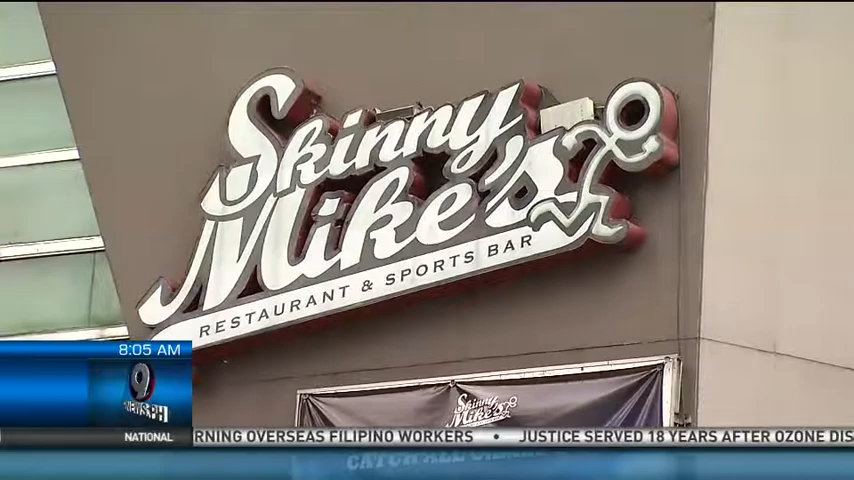 Skinny
Mike's
RESTAURANT & SPORTS BAR
Skinny
Mike's
8:05 AM
9
NEWS.PH
NATIONAL
RNING OVERSEAS FILIPINO WORKERS • JUSTICE SERVED 18 YEARS AFTER OZONE DIS